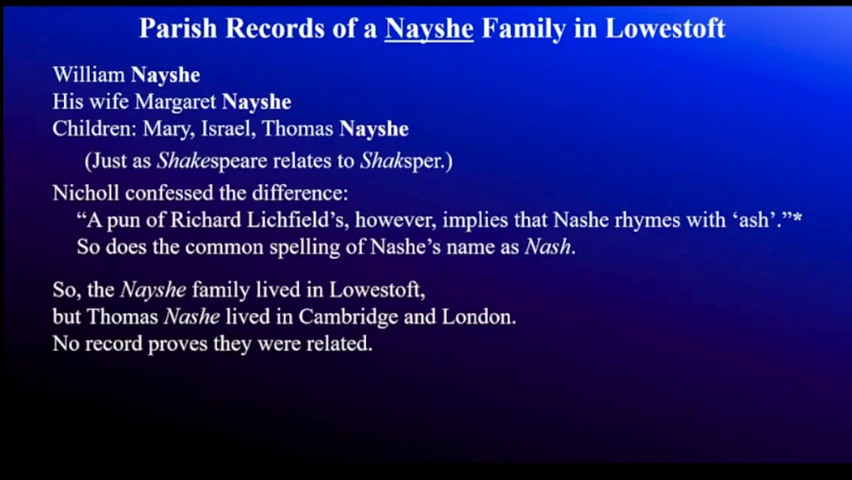 Parish Records of a Nayshe Family in Lowestoft
William Nayshe
His wife Margaret Nayshe
Children: Mary, Israel, Thomas Nayshe
(Just as Shakespeare relates to Shaksper.)
Nicholl confessed the difference:
“A pun of Richard Lichfield’s, however, implies that Nashe rhymes with ‘ash’.”*
So does the common spelling of Nashe’s name as Nash.
So, the Nayshe family lived in Lowestoft,
but Thomas Nashe lived in Cambridge and London.
No record proves they were related.